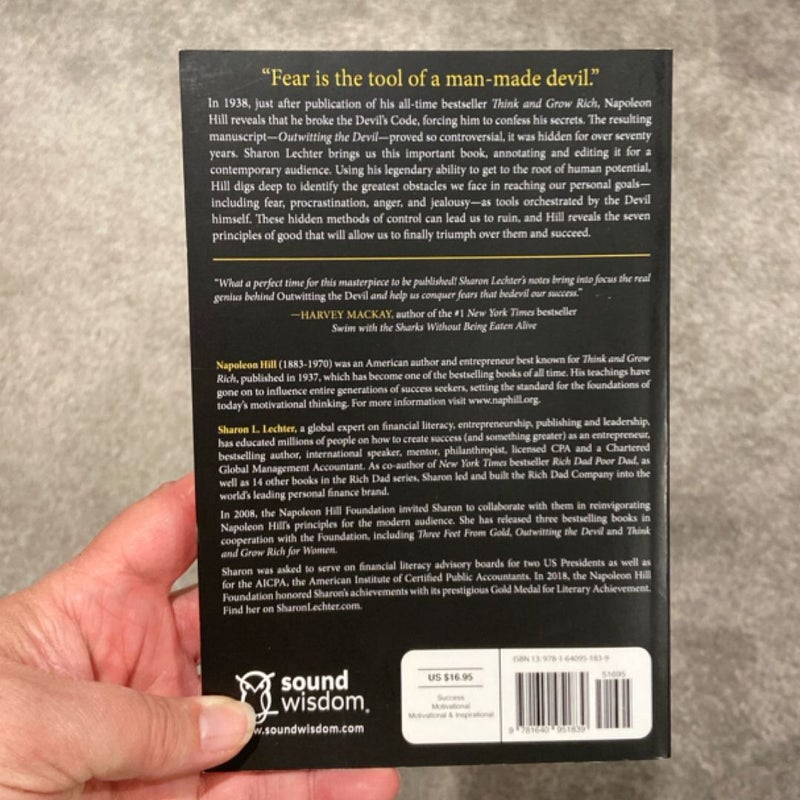 “Fear is the tool of a man-made devil.”
In 1938, just after publication of his all-time bestseller Think and Grow Rich, Napoleon
Hill reveals that he broke the Devil's Code, forcing him to confess his secrets. The resulting
manuscript—Outwitting the Devil—proved so controversial, it was hidden for over seventy
years. Sharon Lechter brings us this important book, annotating and editing it for a
contemporary audience. Using his legendary ability to get to the root of human potential,
Hill digs deep to identify the greatest obstacles we face in reaching our personal goals—
including fear, procrastination, anger, and jealousy—as tools orchestrated by the Devil
himself. These hidden methods of control can lead us to ruin, and Hill reveals the seven
principles of good that will allow us to finally triumph over them and succeed.
“What a perfect time for this masterpiece to be published! Sharon Lechter's notes bring into focus the real
genius behind Outwitting the Devil and help us conquer fears that bedevil our success.”
—HARVEY MACKAY, author of the #1 New York Times bestseller
Swim with the Sharks Without Being Eaten Alive
Napoleon Hill (1883-1970) was an American author and entrepreneur best known for Think and Grow
Rich, published in 1937, which has become one of the bestselling books of all time. His teachings have
gone on to influence entire generations of success seekers, setting the standard for the foundations of
today's motivational thinking. For more information visit www.naphill.org.
Sharon L. Lechter, a global expert on financial literacy, entrepreneurship, publishing and leadership,
has educated millions of people on how to create success (and something greater) as an entrepreneur,
bestselling author, international speaker, mentor, philanthropist, licensed CPA and a Chartered
Global Management Accountant. As co-author of New York Times bestseller Rich Dad Poor Dad, as
well as 14 other books in the Rich Dad series, Sharon led and built the Rich Dad Company into the
world's leading personal finance brand.
In 2008, the Napoleon Hill Foundation invited Sharon to collaborate with them in reinvigorating
Napoleon Hill's principles for the modern audience. She has released three bestselling books in
cooperation with the Foundation, including Three Feet From Gold, Outwitting the Devil and Think
and Grow Rich for Women.
Sharon was asked to serve on financial literacy advisory boards for two US Presidents as well as
for the AICPA, the American Institute of Certified Public Accountants. In 2018, the Napoleon Hill
Foundation honored Sharon's achievements with its prestigious Gold Medal for Literary Achievement.
Find her on SharonLechter.com.
sound
wisdom®
w.soundwisdom.com
US $16.95
Success
Motivational
Motivational & Inspirational
ISBN 13: 978-1-64095-183-9
51695
9 781640 951839